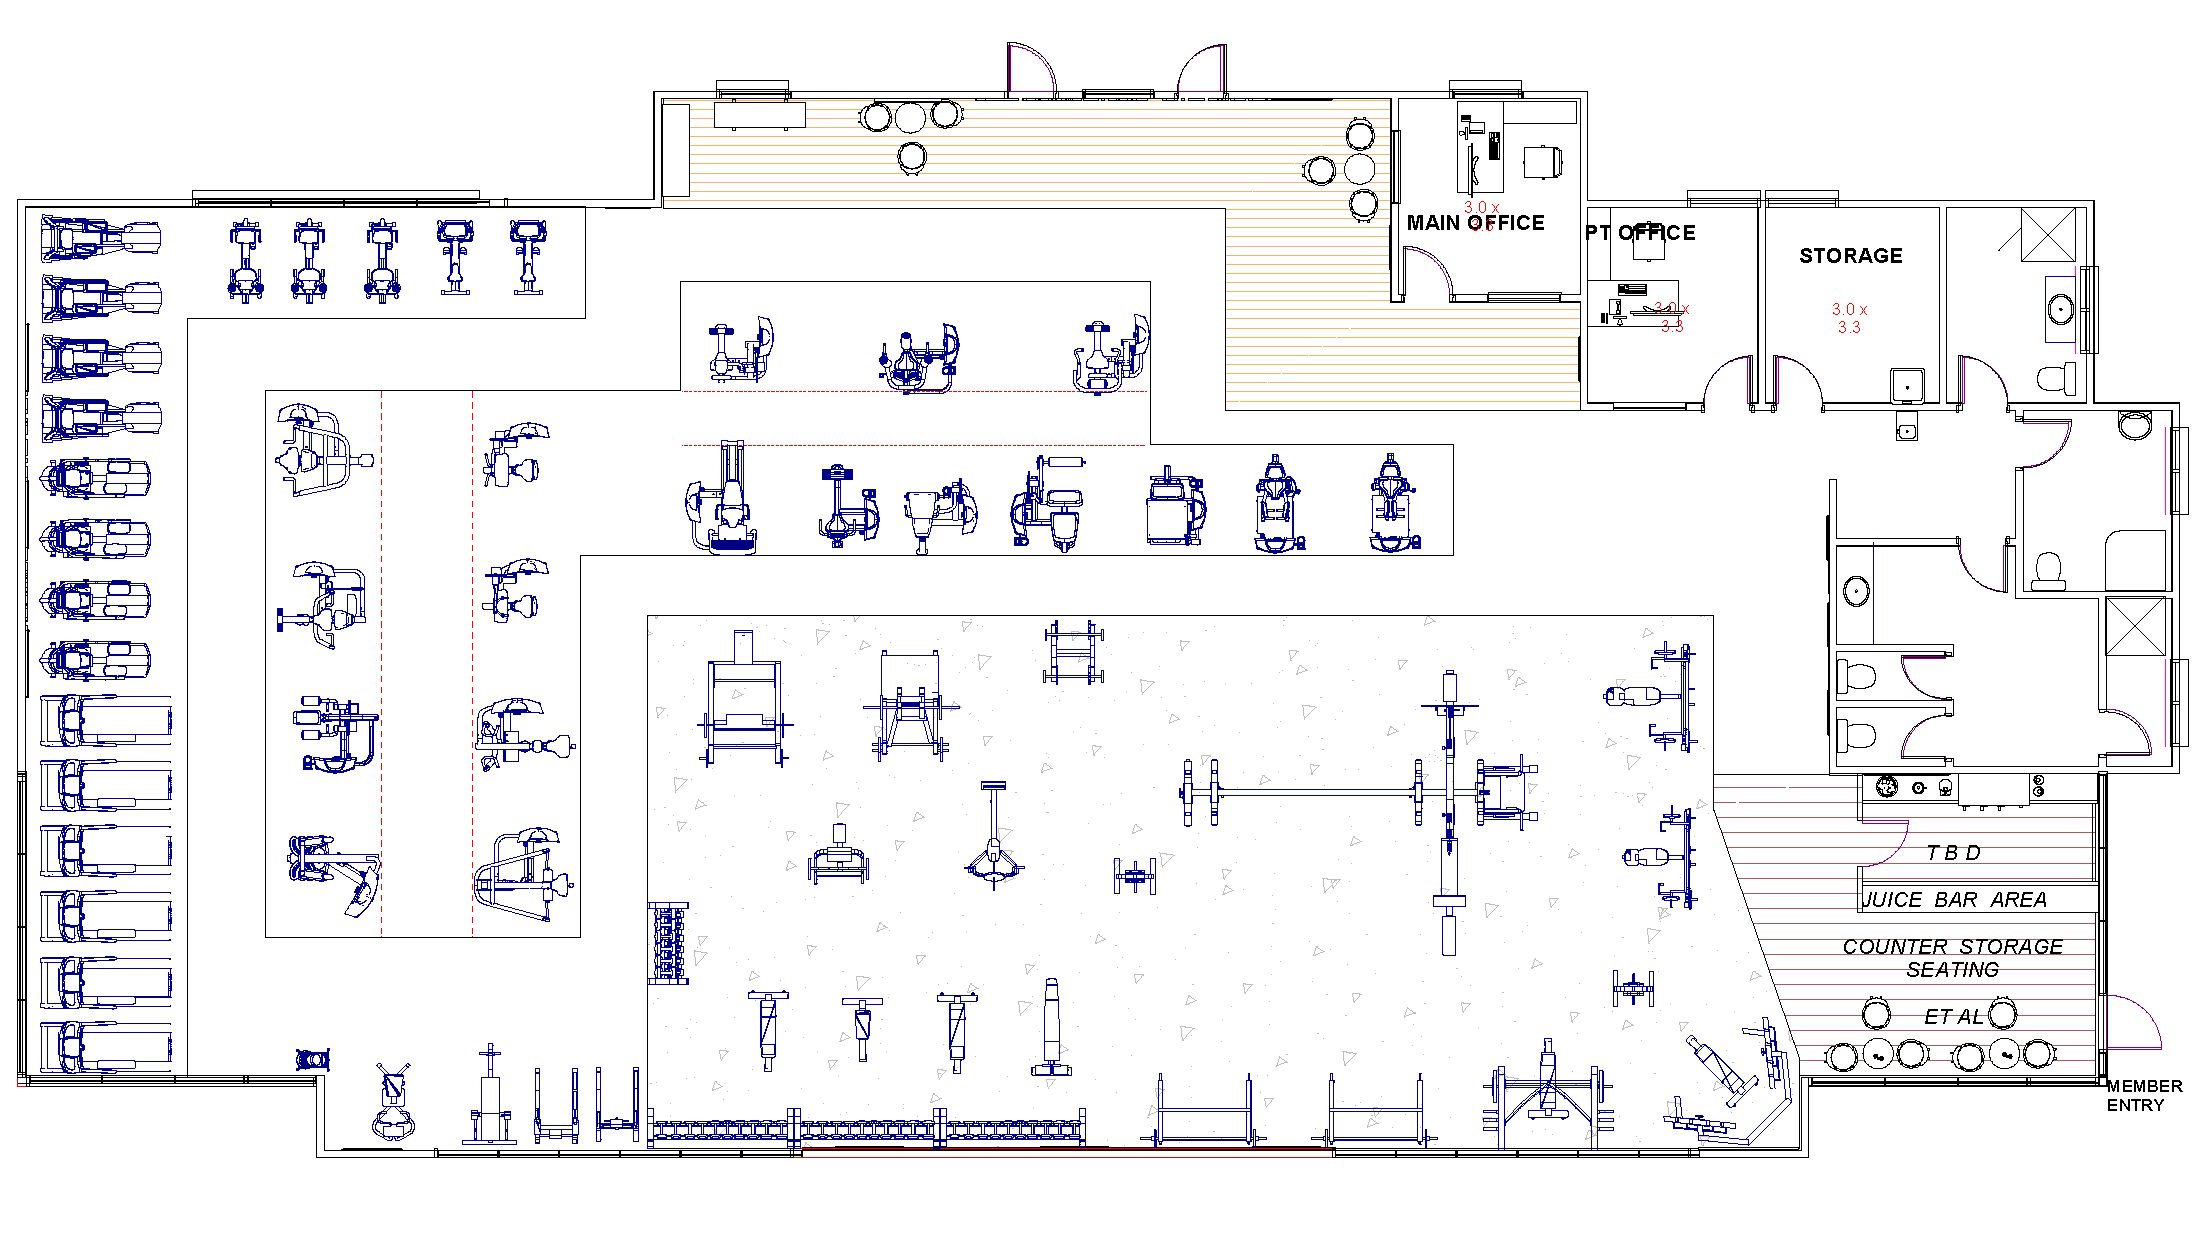 3.0 x
3.3
MAIN OFFICE
PT OFFICE
3.0 x
3.3
STORAGE
3.0 x
3.3
T B D
JUICE BAR AREA
COUNTER STORAGE
SEATING
ET AL
MEMBER
ENTRY